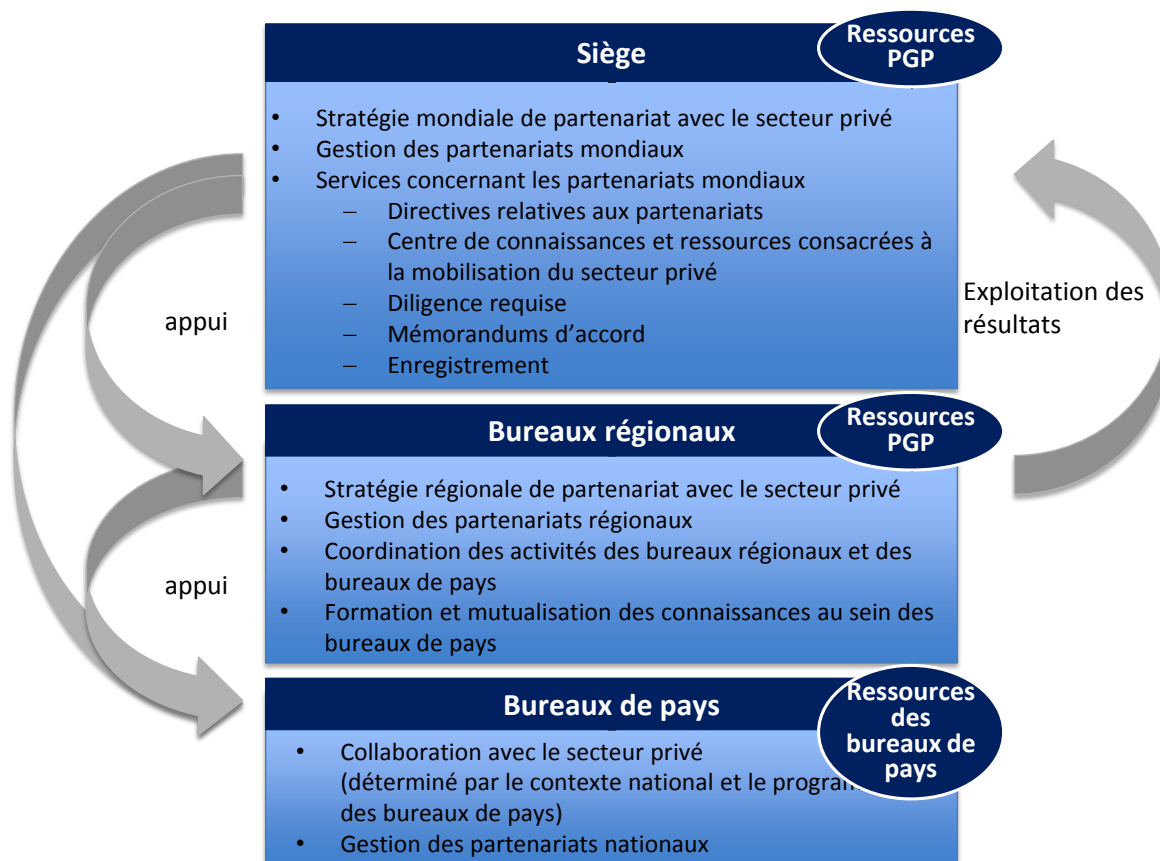 Siège
Ressources
PGP
• Stratégie mondiale de partenariat avec le secteur privé
• Gestion des partenariats mondiaux
• Services concernant les partenariats mondiaux
– Directives relatives aux partenariats
– Centre de connaissances et ressources consacrées à
la mobilisation du secteur privé
– Diligence requise
– Mémorandums d’accord
– Enregistrement
appui
Exploitation des
résultats
Bureaux régionaux
Ressources
PGP
• Stratégie régionale de partenariat avec le secteur privé
• Gestion des partenariats régionaux
• Coordination des activités des bureaux régionaux et des
bureaux de pays
• Formation et mutualisation des connaissances au sein des
bureaux de pays
appui
Bureaux de pays
Ressources
des
bureaux de
pays
• Collaboration avec le secteur privé
(déterminé par le contexte national et le
des bureaux de pays)
• Gestion des partenariats nationaux